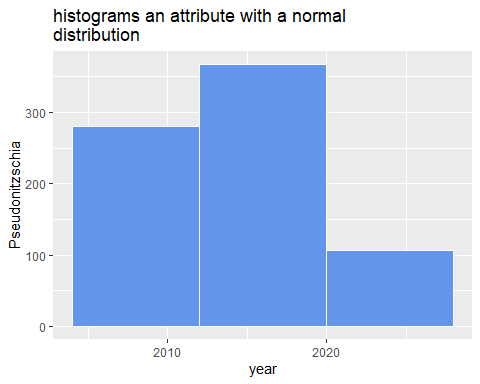 histograms an attribute with a normal
distribution
Pseudonitzschia
300
200
100
0
2010
2020
year